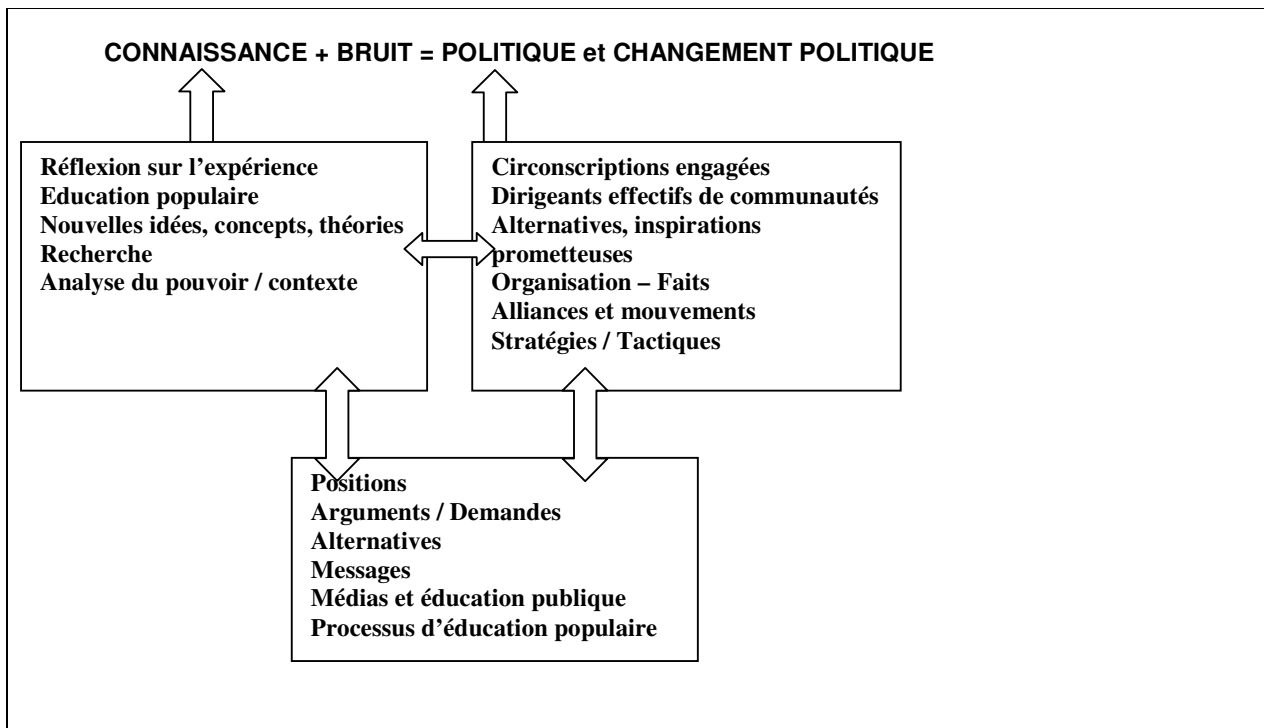 CONNAISSANCE + BRUIT = POLITIQUE et CHANGEMENT POLITIQUE
Réflexion sur l’expérience
Education populaire
Nouvelles idées, concepts, théories
Recherche
Analyse du pouvoir / contexte
Circonscriptions engagées
Dirigeants effectifs de communautés
Alternatives, inspirations
prometteuses
Organisation – Faits
Alliances et mouvements
Stratégies / Tactiques
Positions
Arguments / Demandes
Alternatives
Messages
Médias et éducation publique
Processus d’éducation populaire